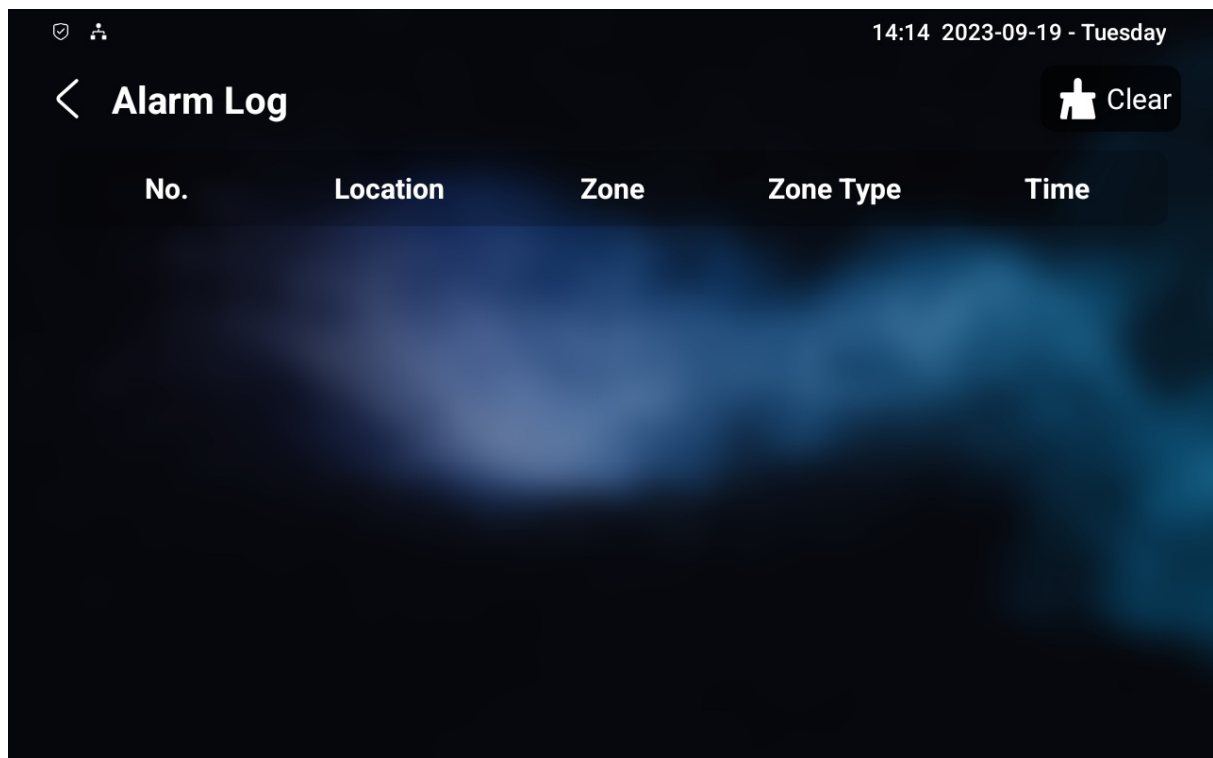 14:14 2023-09-19 - Tuesday
Alarm Log
Clear
No. Location Zone Zone Type Time